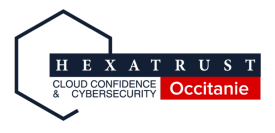 HEXATRUST
CLOUD CONFIDENCE
& CYBERSECURITY
Occitanie